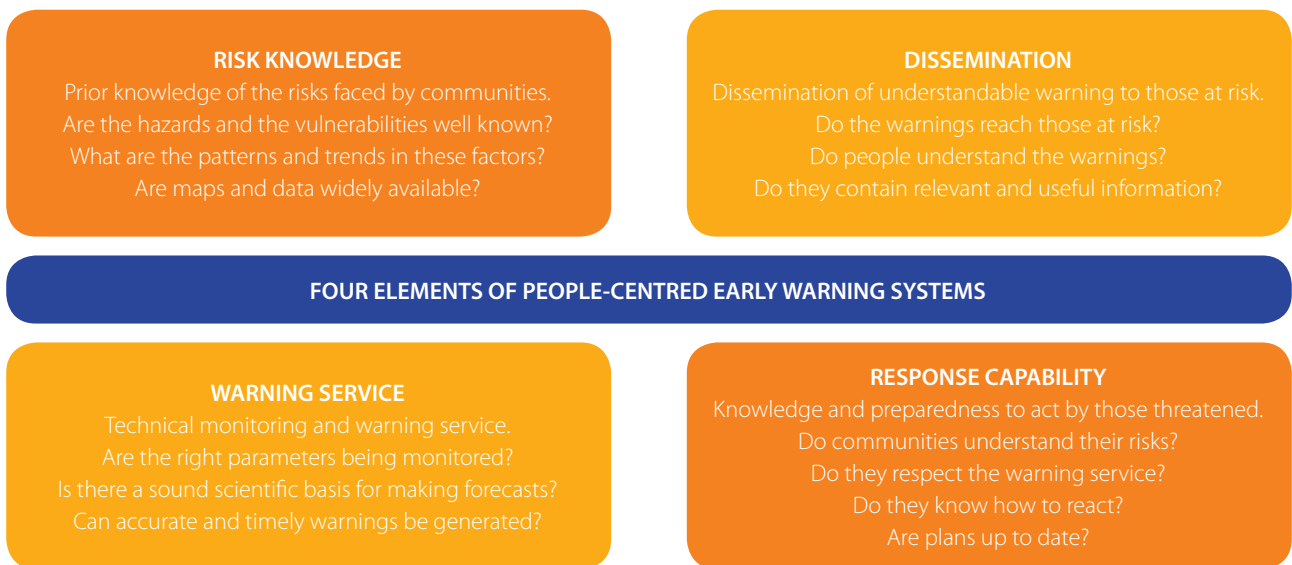 RISK KNOWLEDGE
Prior knowledge of the risks faced by communities.
Are the hazards and the vulnerabilities well known?
What are the patterns and trends in these factors?
Are maps and data widely available?
DISSEMINATION
Dissemination of understandable warning to those at risk.
Do the warnings reach those at risk?
Do people understand the warnings?
Do they contain relevant and useful information?
FOUR ELEMENTS OF PEOPLE-CENTRED EARLY WARNING SYSTEMS
WARNING SERVICE
Technical monitoring and warning service.
Are the right parameters being monitored?
Is there a sound scientific basis for making forecasts?
Can accurate and timely warnings be generated?
RESPONSE CAPABILITY
Knowledge and preparedness to act by those threatened.
Do communities understand their risks?
Do they respect the warning service?
Do they know how to react?
Are plans up to date?